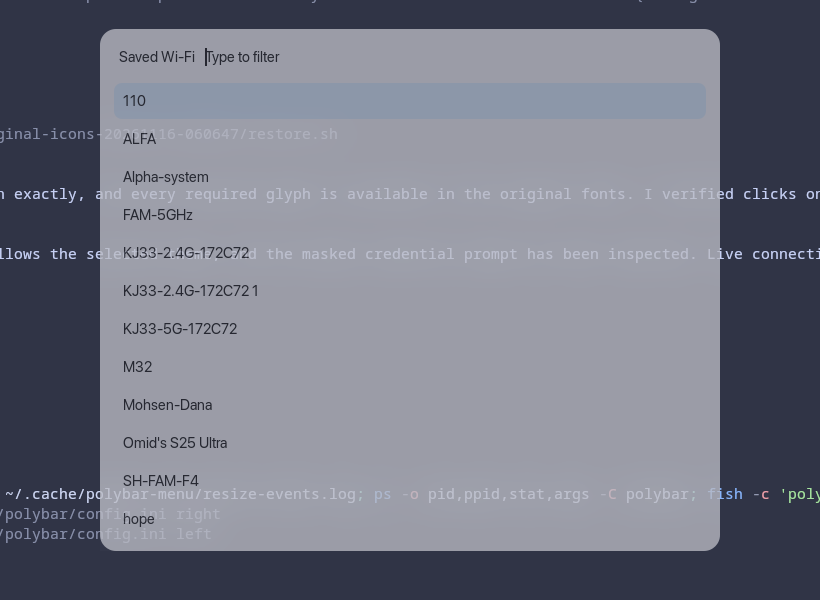 Saved Wi-Fi Type to filter
110
ginal-icons-20260116-060647/restore.sh
ALFA
Alpha-system
n exactly, and every required glyph is available in the original fonts. I verified clicks on
FAM-5GHz
KJ33-2.4G-172C72
llows the sele and the masked credential prompt has been inspected. Live connecti
KJ33-2.4G-172C72 1
KJ33-5G-172C72
M32
Mohsen-Dana
Omid's S25 Ultra
SH-FAM-F4
~/.cache/polybar-menu/resize-events.log; ps -o pid,ppid,stat,args -C polybar; fish -c 'poly
/polybar/config.ini right
hope
/polybar/config.ini left